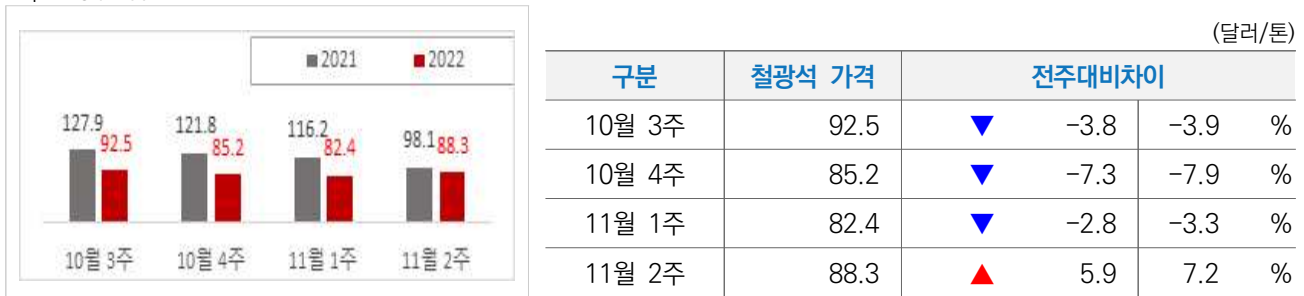 ■2021 ■2022
127.9 92.5 121.8 85.2 116.2 82.4 98.1 88.3
10월 3주 10월 4주 11월 1주 11월 2주
(달러/톤)
구분 철광석 가격 전주대비차이
10월 3주 92.5 ▼ -3.8 -3.9 %
10월 4주 85.2 ▼ -7.3 -7.9 %
11월 1주 82.4 ▼ -2.8 -3.3 %
11월 2주 88.3 ▲ 5.9 7.2 %